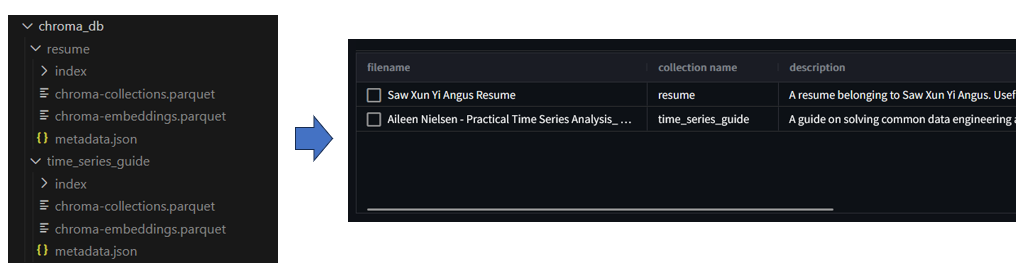 chroma_db
resume
index
chroma-collections.parquet
chroma-embeddings.parquet
{} metadata.json
time_series_guide
index
chroma-collections.parquet
chroma-embeddings.parquet
{} metadata.json
filename collection name description
Saw Xun Yi Angus Resume resume A resume belonging to Saw Xun Yi Angus. Usef
Aileen Nielsen - Practical Time Series Analysis_ ... time_series_guide A guide on solving common data engineering a